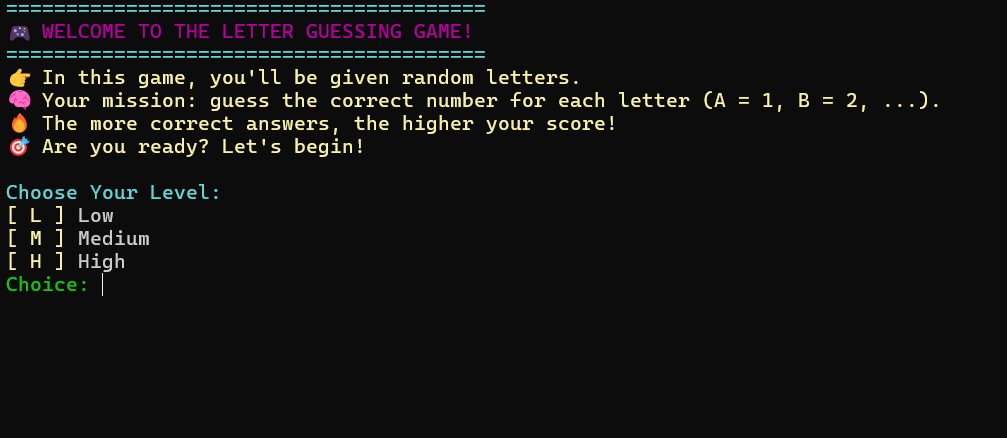 ========================================
🎮 WELCOME TO THE LETTER GUESSING GAME!
========================================
👉 In this game, you'll be given random letters.
🧠 Your mission: guess the correct number for each letter (A = 1, B = 2, ...).
🔥 The more correct answers, the higher your score!
🎯 Are you ready? Let's begin!
Choose Your Level:
[ L ] Low
[ M ] Medium
[ H ] High
Choice: